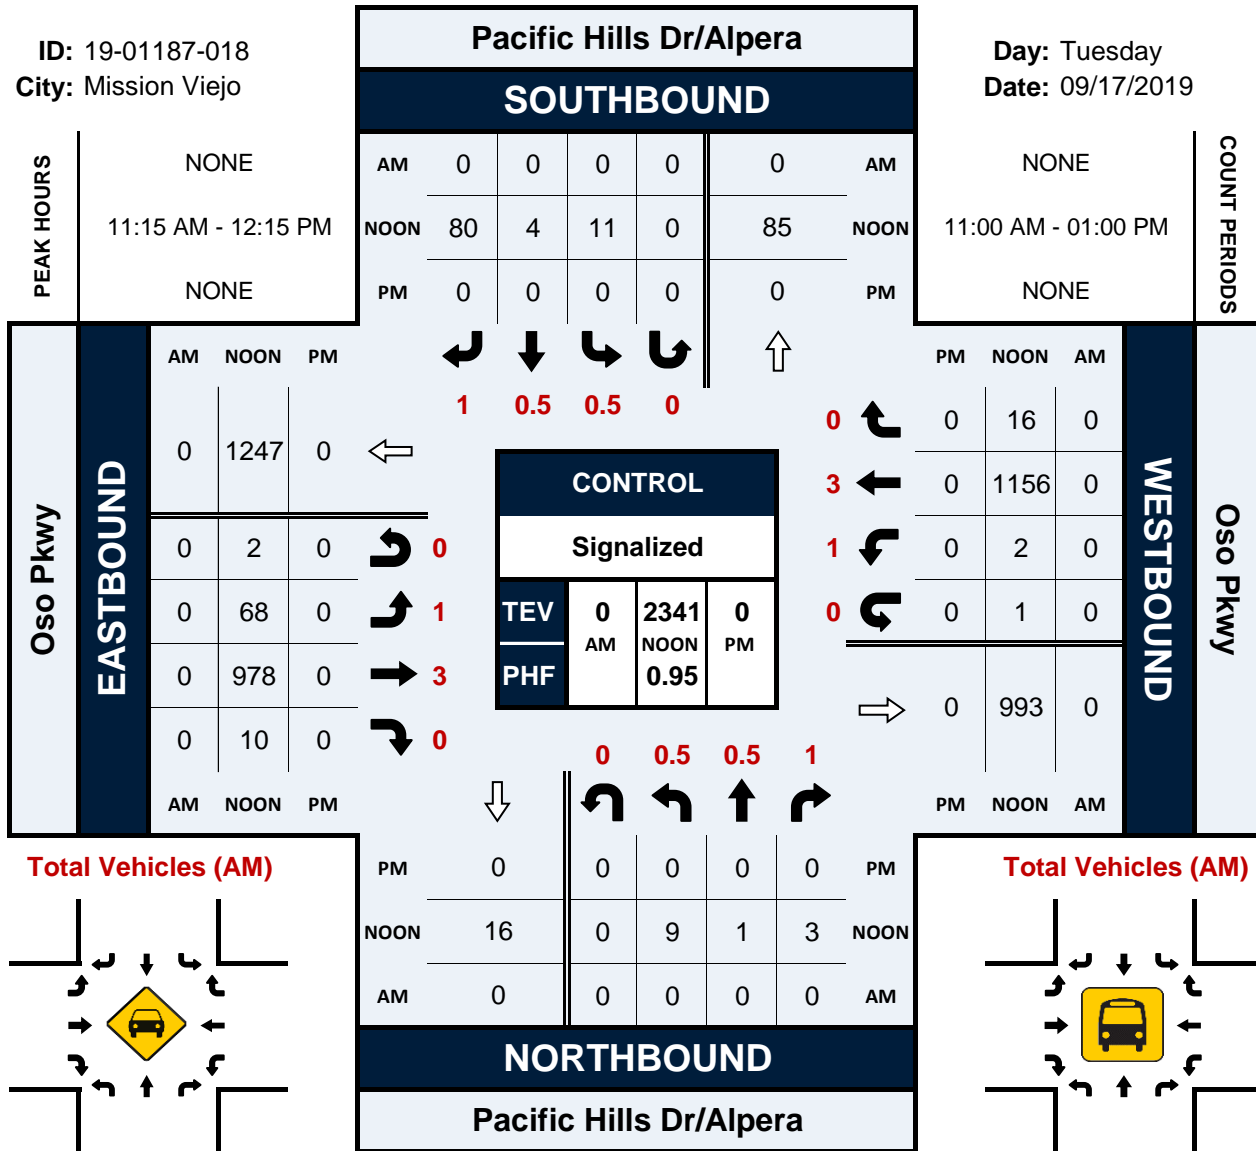 Pacific Hills Dr/Alpera
ID: 19-01187-018
City: Mission Viejo
Day: Tuesday
Date: 09/17/2019
SOUTHBOUND
PEAK HOURS
NONE
11:15 AM - 12:15 PM
NONE
AM 0 0 0 0 0 AM
NOON 80 4 11 0 85 NOON
PM 0 0 0 0 0 PM
NONE
11:00 AM - 01:00 PM
NONE
COUNT PERIODS
1 0.5 0.5 0
Oso Pkwy
EASTBOUND
AM NOON PM
0 1247 0
0 2 0 0
0 68 0 1
0 978 0 3
0 10 0 0
AM NOON PM
CONTROL
Signalized
TEV 0 2341 0
AM NOON PM
PHF 0.95
PM NOON AM
0 0 16 0
3 0 1156 0
1 0 2 0
0 0 1 0
0 993 0
PM NOON AM
WESTBOUND
Oso Pkwy
0 0.5 0.5 1
PM 0 0 0 0 0 PM
NOON 16 0 9 1 3 NOON
AM 0 0 0 0 0 AM
Total Vehicles (AM)
Total Vehicles (AM)
NORTHBOUND
Pacific Hills Dr/Alpera